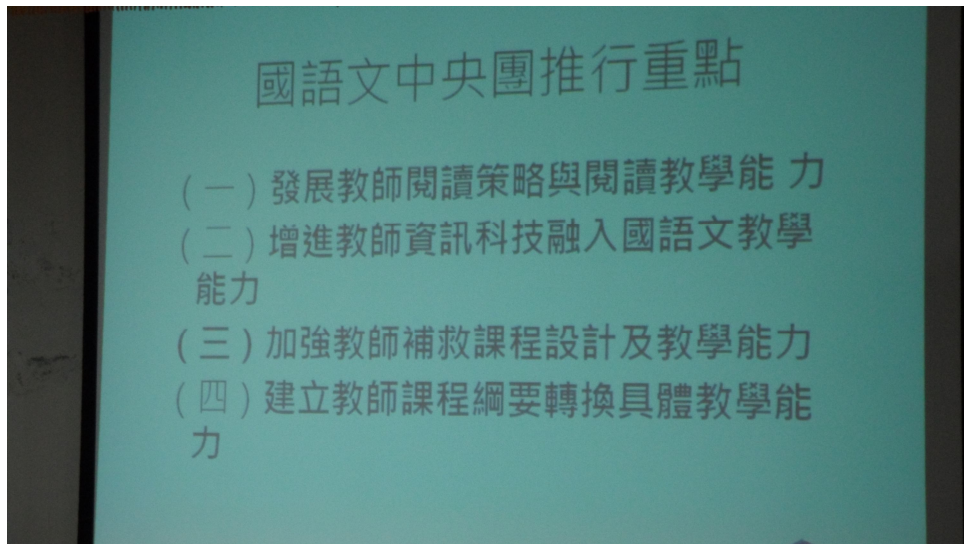 國語文中央團推行重點
(一)發展教師閱讀策略與閱讀教學能 力
(二)增進教師資訊科技融入國語文教學
能力
(三)加強教師補救課程設計及教學能力
(四)建立教師課程綱要轉換具體教學能
力